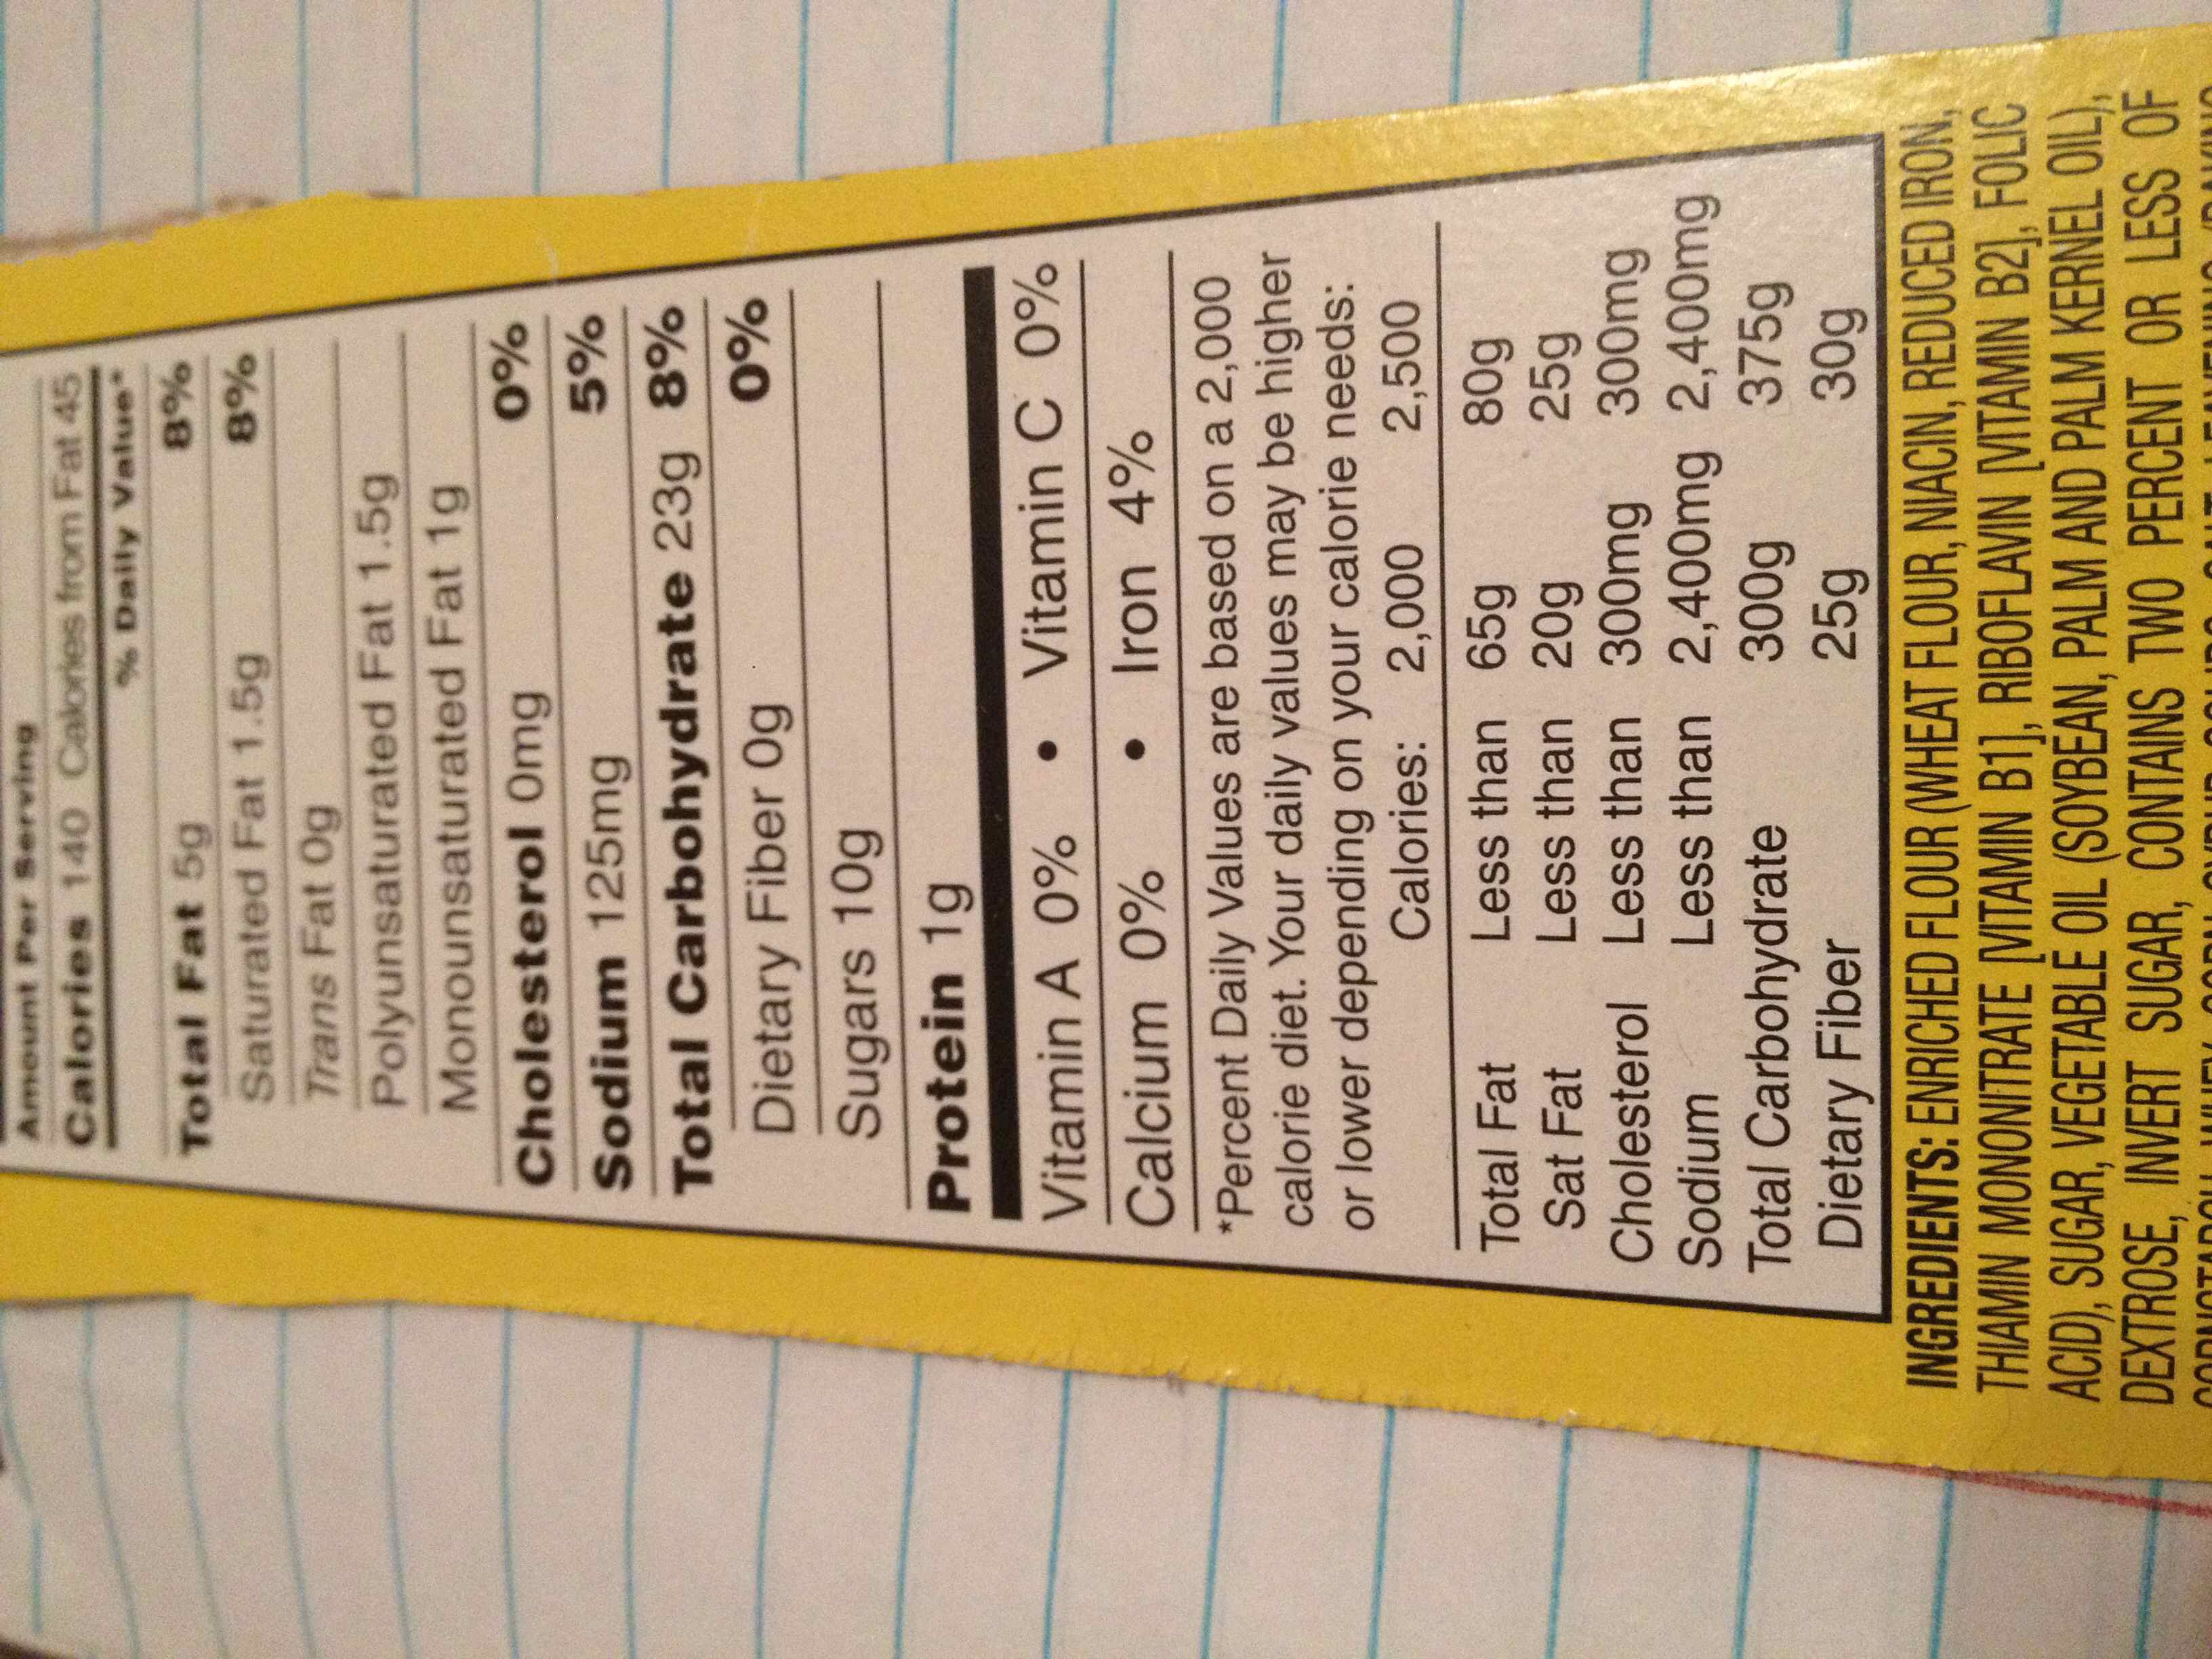 Amount Per Serving
Calories 140 Calories from Fat 45
% Daily Value*
Total Fat 5g 8%
Saturated Fat 1.5g 8%
Trans Fat 0g
Polyunsaturated Fat 1.5g
Monounsaturated Fat 1g
Cholesterol 0mg 0%
Sodium 125mg 5%
Total Carbohydrate 23g 8%
Dietary Fiber 0g 0%
Sugars 10g
Protein 1g
Vitamin A 0% • Vitamin C 0%
Calcium 0% • Iron 4%
*Percent Daily Values are based on a 2,000
calorie diet. Your daily values may be higher
or lower depending on your calorie needs:
Calories: 2,000 2,500
Total Fat Less than 65g 80g
Sat Fat Less than 20g 25g
Cholesterol Less than 300mg 300mg
Sodium Less than 2,400mg 2,400mg
Total Carbohydrate 300g 375g
Dietary Fiber 25g 30g
INGREDIENTS: ENRICHED FLOUR (WHEAT FLOUR, NIACIN, REDUCED IRON,
THIAMIN MONONITRATE [VITAMIN B1], RIBOFLAVIN [VITAMIN B2], FOLIC
ACID), SUGAR, VEGETABLE OIL (SOYBEAN, PALM AND PALM KERNEL OIL),
DEXTROSE, INVERT SUGAR, CONTAINS TWO PERCENT OR LESS OF